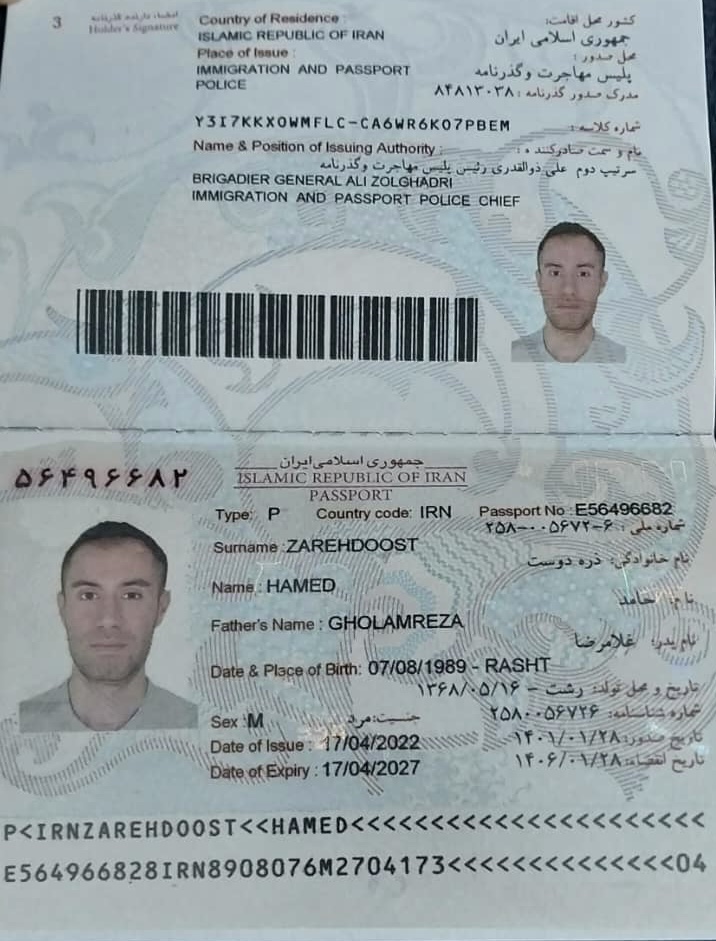 3
امضاء دارنده گذرنامه
Holder's Signature
Country of Residence
کشور محل اقامت:
ISLAMIC REPUBLIC OF IRAN
جمهوری اسلامی ایران
Place of Issue :
محل صدور:
IMMIGRATION AND PASSPORT
POLICE
پلیس مهاجرت و گذرنامه
مدرک صدور گذرنامه: ۸۴۸۱۳۰۳۸
Y3I7KKXOWMFLC-CA6WR6KO7PBEM
شماره کلاسه:
Name & Position of Issuing Authority :
نام و سمت صادرکننده:
سرتیپ دوم علی ذوالقدری رئیس پلیس مهاجرت و گذرنامه
BRIGADIER GENERAL ALI ZOLGHADRI
IMMIGRATION AND PASSPORT POLICE CHIEF
۵۶۴۹۶۶۸۲
جمهوری اسلامی ایران
ISLAMIC REPUBLIC OF IRAN
PASSPORT
Type: P Country code: IRN Passport No :E56496682
شماره ملی: ۲۵۸-۰۰۵۶۷۲-۶
Surname :ZAREHDOOST
نام خانوادگی: ذره دوست
Name : HAMED
نام: حامد
Father's Name : GHOLAMREZA
نام پدر: غلامرضا
Date & Place of Birth: 07/08/1989 - RASHT
تاریخ و محل تولد: رشت - ۱۳۶۸/۰۵/۱۶
Sex :M
جنسیت: مرد
شماره شناسنامه: ۲۵۸۰۰۵۶۷۲۶
Date of Issue : 17/04/2022
تاریخ صدور: ۱۴۰۱/۰۱/۲۸
Date of Expiry : 17/04/2027
تاریخ انقضاء: ۱۴۰۶/۰۱/۲۸
P<IRNZAREHDOOST<<HAMED<<<<<<<<<<<<<<<<<<<<<<
E564966828IRN8908076M2704173<<<<<<<<<<<<<<04